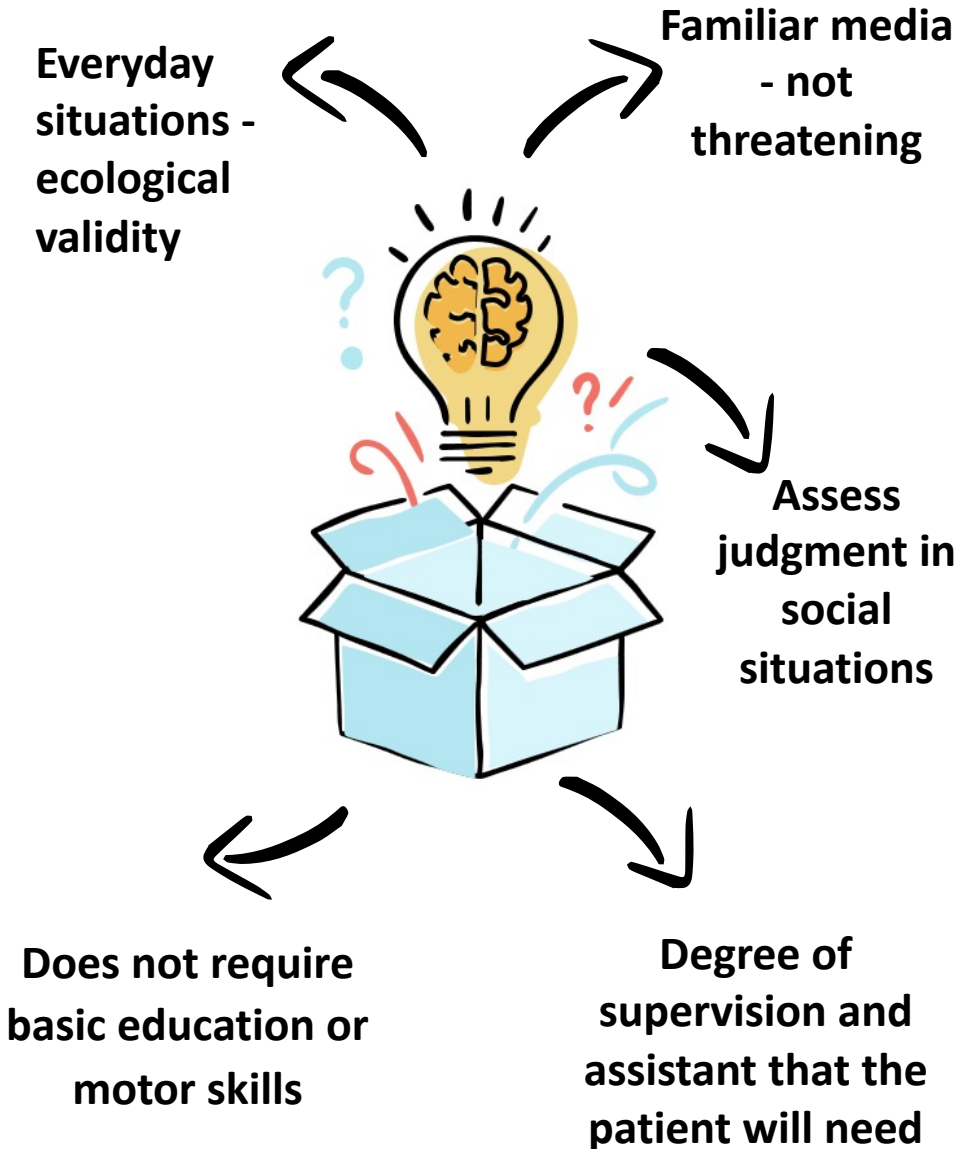 Everyday
situations -
ecological
validity
Familiar media
- not
threatening
?
?
Assess
judgment in
social
situations
Does not require
basic education or
motor skills
Degree of
supervision and
assistant that the
patient will need